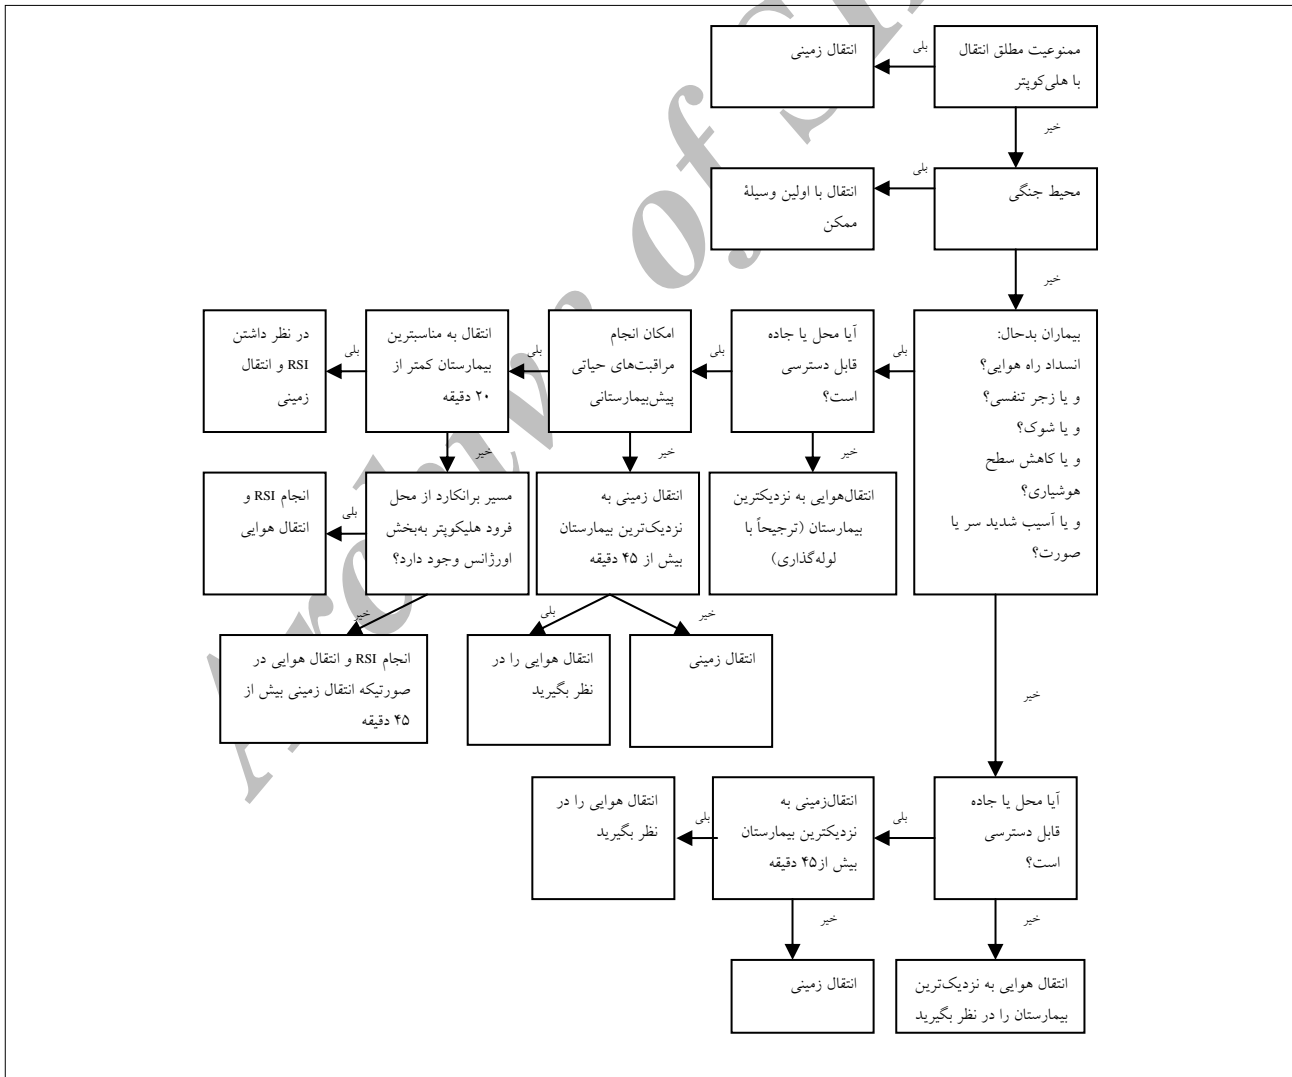 ممنوعیت مطلق انتقال
با هلی‌کوپتر
بلی
انتقال زمینی
خیر
محیط جنگی
بلی
انتقال با اولین وسیلهٔ
ممکن
خیر
بیماران بدحال:
انسداد راه هوایی؟
و یا زجر تنفسی؟
و یا شوک؟
و یا کاهش سطح
هوشیاری؟
و یا آسیب شدید سر یا
صورت؟
بلی
آیا محل یا جاده
قابل دسترسی
است؟
بلی
امکان انجام
مراقبت‌های حیاتی
پیش‌بیمارستانی
بلی
انتقال به مناسبترین
بیمارستان کمتر از
۲۰ دقیقه
بلی
در نظر داشتن
RSI و انتقال
زمینی
خیر
خیر
خیر
انتقال‌هوایی به نزدیکترین
بیمارستان (ترجیحاً با
لوله‌گذاری)
انتقال زمینی به
نزدیک‌ترین بیمارستان
بیش از ۴۵ دقیقه
مسیر برانکارد از محل
فرود هلیکوپتر به‌بخش
اورژانس وجود دارد؟
بلی
انجام RSI و
انتقال هوایی
خیر
بلی
خیر
انتقال زمینی
انتقال هوایی را در
نظر بگیرید
انجام RSI و انتقال هوایی در
صورتیکه انتقال زمینی بیش از
۴۵ دقیقه
خیر
آیا محل یا جاده
قابل دسترسی
است؟
بلی
انتقال‌زمینی به
نزدیکترین بیمارستان
بیش از۴۵ دقیقه
بلی
انتقال هوایی را در
نظر بگیرید
خیر
خیر
انتقال هوایی به نزدیک‌ترین
بیمارستان را در نظر بگیرید
انتقال زمینی
Archive of